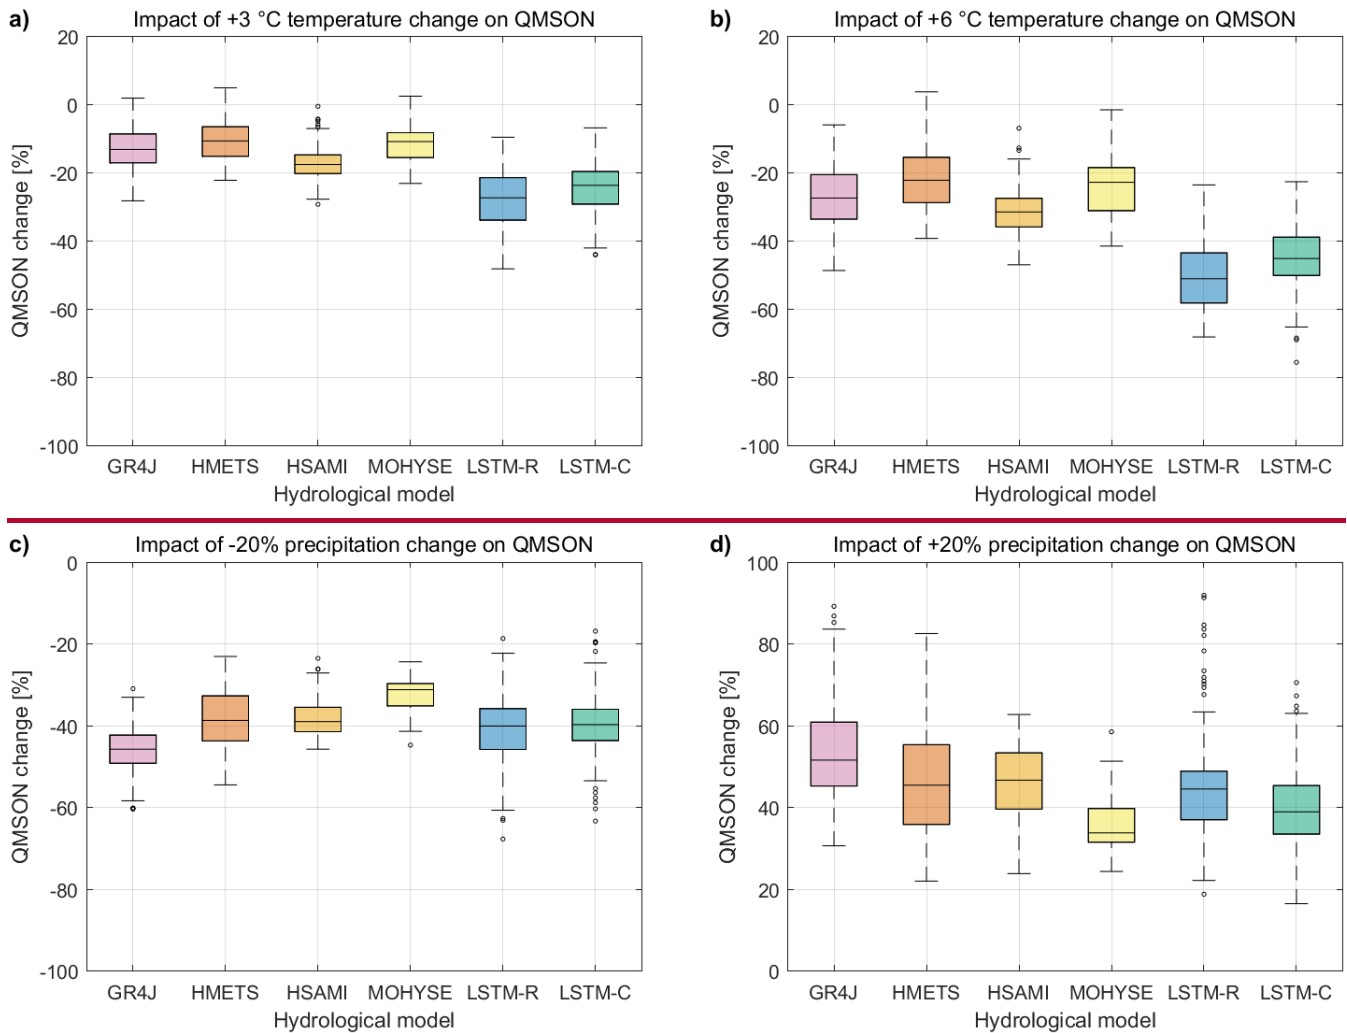 a) Impact of +3 °C temperature change on QMSON
20
0
-20
-40
-60
-80
-100
QMSON change [%]
GR4J HMETS HSAMI MOHYSE LSTM-R LSTM-C
Hydrological model
b) Impact of +6 °C temperature change on QMSON
20
0
-20
-40
-60
-80
-100
QMSON change [%]
GR4J HMETS HSAMI MOHYSE LSTM-R LSTM-C
Hydrological model
c) Impact of -20% precipitation change on QMSON
0
-20
-40
-60
-80
-100
QMSON change [%]
GR4J HMETS HSAMI MOHYSE LSTM-R LSTM-C
Hydrological model
d) Impact of +20% precipitation change on QMSON
100
80
60
40
20
0
QMSON change [%]
GR4J HMETS HSAMI MOHYSE LSTM-R LSTM-C
Hydrological model